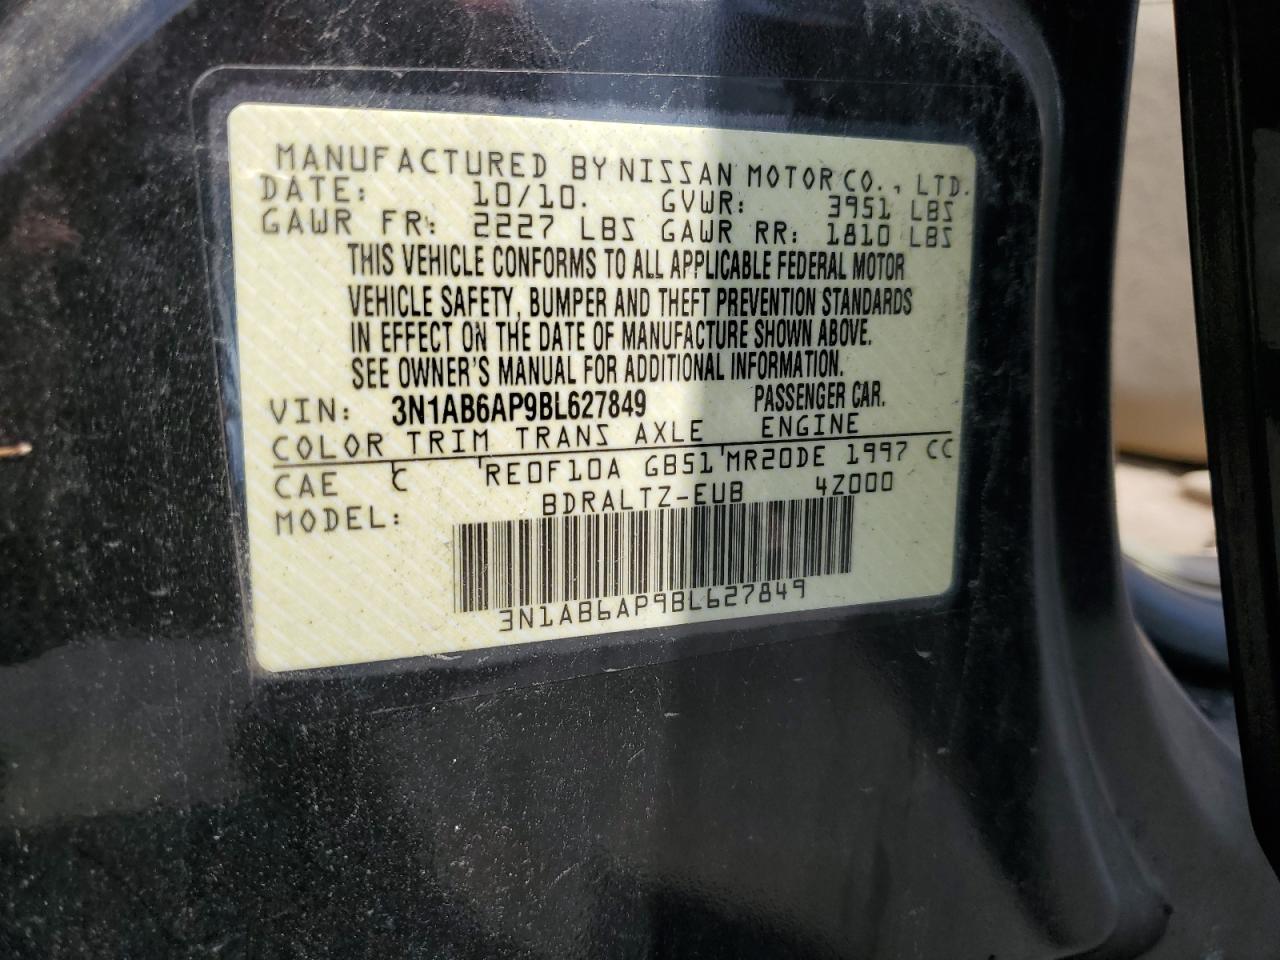 MANUFACTURED BY NISSAN MOTOR CO., LTD.
DATE: 10/10. GVWR: 3951 LBS
GAWR FR: 2227 LBS GAWR RR: 1810 LBS
THIS VEHICLE CONFORMS TO ALL APPLICABLE FEDERAL MOTOR
VEHICLE SAFETY, BUMPER AND THEFT PREVENTION STANDARDS
IN EFFECT ON THE DATE OF MANUFACTURE SHOWN ABOVE.
SEE OWNER'S MANUAL FOR ADDITIONAL INFORMATION.
VIN: 3N1AB6AP9BL627849 PASSENGER CAR.
COLOR TRIM TRANS AXLE ENGINE
CAE C RE0F10A GB51 MR20DE 1997 CC
MODEL: BDRALTZ-EUB 4Z000
3N1AB6AP9BL627849